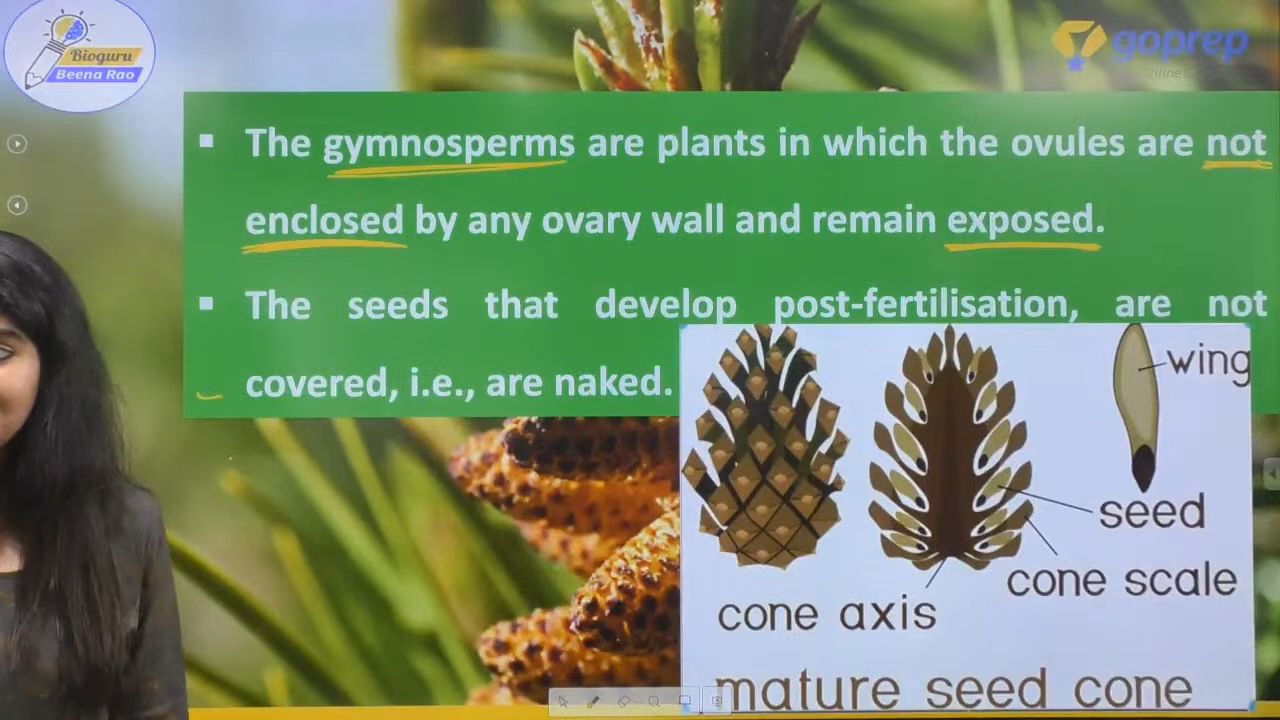 Bioguru
Beena Rao
goprep
The gymnosperms are plants in which the ovules are not
enclosed by any ovary wall and remain exposed.
The seeds that develop post-fertilisation, are not
covered, i.e., are naked.
wing
seed
cone scale
cone axis
mature seed cone